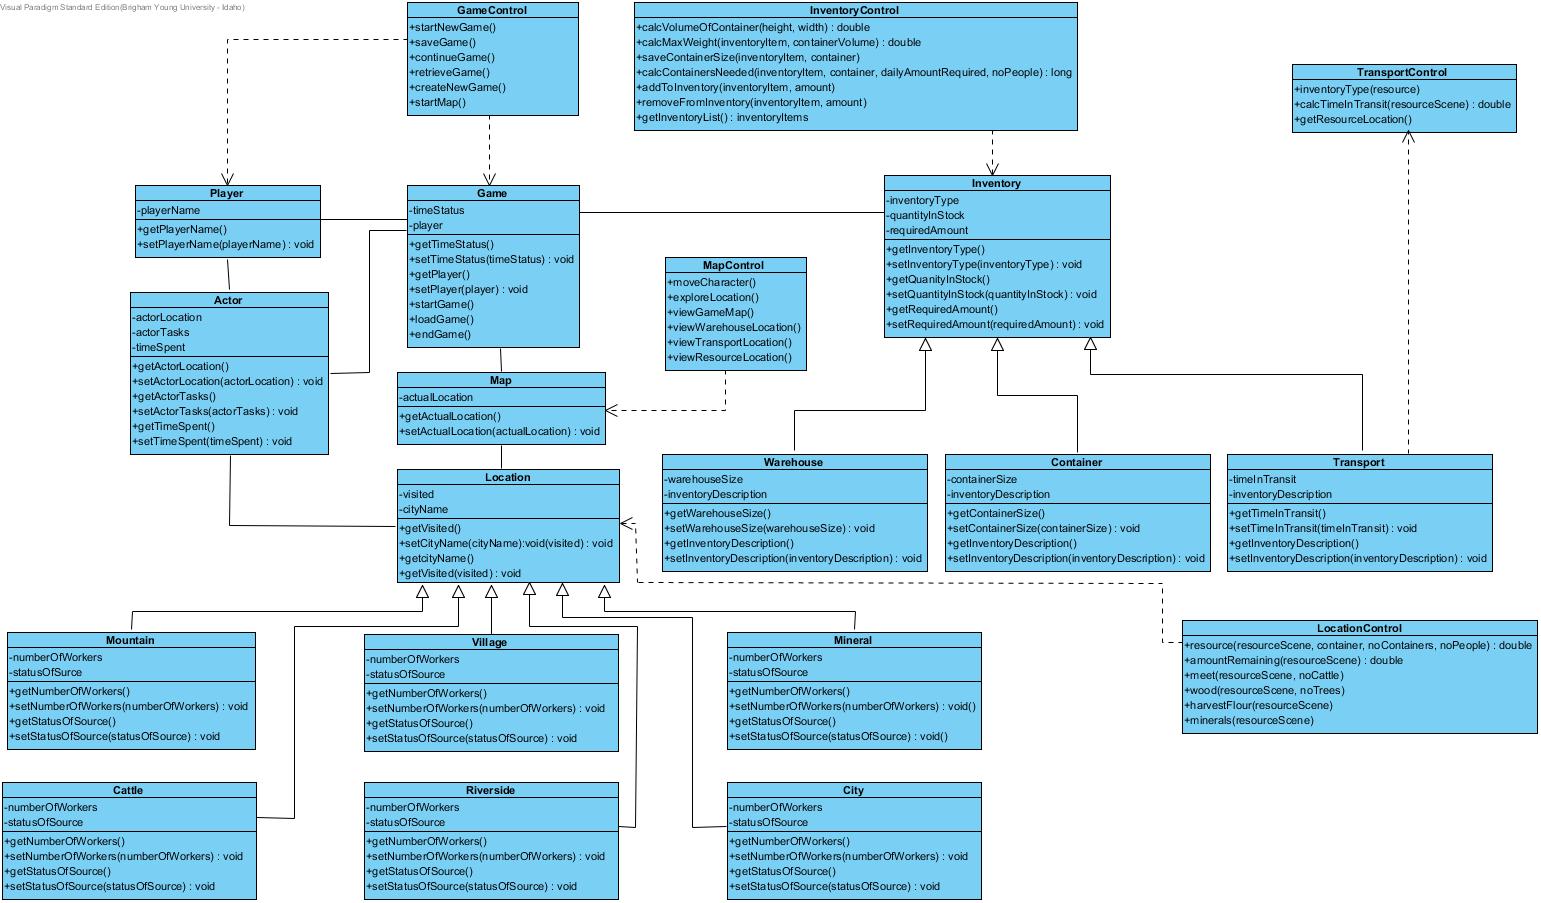 Visual Paradigm Standard Edition(Brigham Young University - Idaho)
GameControl
+startNewGame()
+saveGame()
+continueGame()
+retrieveGame()
+createNewGame()
+startMap()
InventoryControl
+calcVolumeOfContainer(height, width) : double
+calcMaxWeight(inventoryItem, containerVolume) : double
+saveContainerSize(inventoryItem, container)
+calcContainersNeeded(inventoryItem, container, dailyAmountRequired, noPeople) : long
+addToInventory(inventoryItem, amount)
+removeFromInventory(inventoryItem, amount)
+getInventoryList() : inventoryItems
TransportControl
+inventoryType(resource)
+calcTimeInTransit(resourceScene) : double
+getResourceLocation()
Player
-playerName
+getPlayerName()
+setPlayerName(playerName) : void
Game
-timeStatus
-player
+getTimeStatus()
+setTimeStatus(timeStatus) : void
+getPlayer()
+setPlayer(player) : void
+startGame()
+loadGame()
+endGame()
Inventory
-inventoryType
-quantityInStock
-requiredAmount
+getInventoryType()
+setInventoryType(inventoryType) : void
+getQuanityInStock()
+setQuantityInStock(quantityInStock) : void
+getRequiredAmount()
+setRequiredAmount(requiredAmount) : void
MapControl
+moveCharacter()
+exploreLocation()
+viewGameMap()
+viewWarehouseLocation()
+viewTransportLocation()
+viewResourceLocation()
Actor
-actorLocation
-actorTasks
-timeSpent
+getActorLocation()
+setActorLocation(actorLocation) : void
+getActorTasks()
+setActorTasks(actorTasks) : void
+getTimeSpent()
+setTimeSpent(timeSpent) : void
Map
-actualLocation
+getActualLocation()
+setActualLocation(actualLocation) : void
Location
-visited
-cityName
+getVisited()
+setCityName(cityName):void(visited) : void
+getcityName()
+getVisited(visited) : void
Warehouse
-warehouseSize
-inventoryDescription
+getWarehouseSize()
+setWarehouseSize(warehouseSize) : void
+getInventoryDescription()
+setInventoryDescription(inventoryDescription) : void
Container
-containerSize
-inventoryDescription
+getContainerSize()
+setContainerSize(containerSize) : void
+getInventoryDescription()
+setInventoryDescription(inventoryDescription) : void
Transport
-timeInTransit
-inventoryDescription
+getTimeInTransit()
+setTimeInTransit(timeInTransit) : void
+getInventoryDescription()
+setInventoryDescription(inventoryDescription) : void
Mountain
-numberOfWorkers
-statusOfSurce
+getNumberOfWorkers()
+setNumberOfWorkers(numberOfWorkers) : void
+getStatusOfSource()
+setStatusOfSource(statusOfSource) : void
Village
-numberOfWorkers
-statusOfSource
+getNumberOfWorkers()
+setNumberOfWorkers(numberOfWorkers) : void
+getStatusOfSource()
+setStatusOfSource(statusOfSource) : void
Mineral
-numberOfWorkers
-statusOfSource
+getNumberOfWorkers()
+setNumberOfWorkers(numberOfWorkers) : void()
+getStatusOfSource()
+setStatusOfSource(statusOfSource) : void()
LocationControl
+resource(resourceScene, container, noContainers, noPeople) : double
+amountRemaining(resourceScene) : double
+meet(resourceScene, noCattle)
+wood(resourceScene, noTrees)
+harvestFlour(resourceScene)
+minerals(resourceScene)
Cattle
-numberOfWorkers
-statusOfSource
+getNumberOfWorkers()
+setNumberOfWorkers(numberOfWorkers) : void
+getStatusOfSource()
+setStatusOfSource(statusOfSource) : void
Riverside
-numberOfWorkers
-statusOfSource
+getNumberOfWorkers()
+setNumberOfWorkers(numberOfWorkers) : void
+getStatusOfSource()
+setStatusOfSource(statusOfSource) : void
City
-numberOfWorkers
-statusOfSource
+getNumberOfWorkers()
+setNumberOfWorkers(numberOfWorkers) : void
+getStatusOfSource()
+setStatusOfSource(statusOfSource) : void